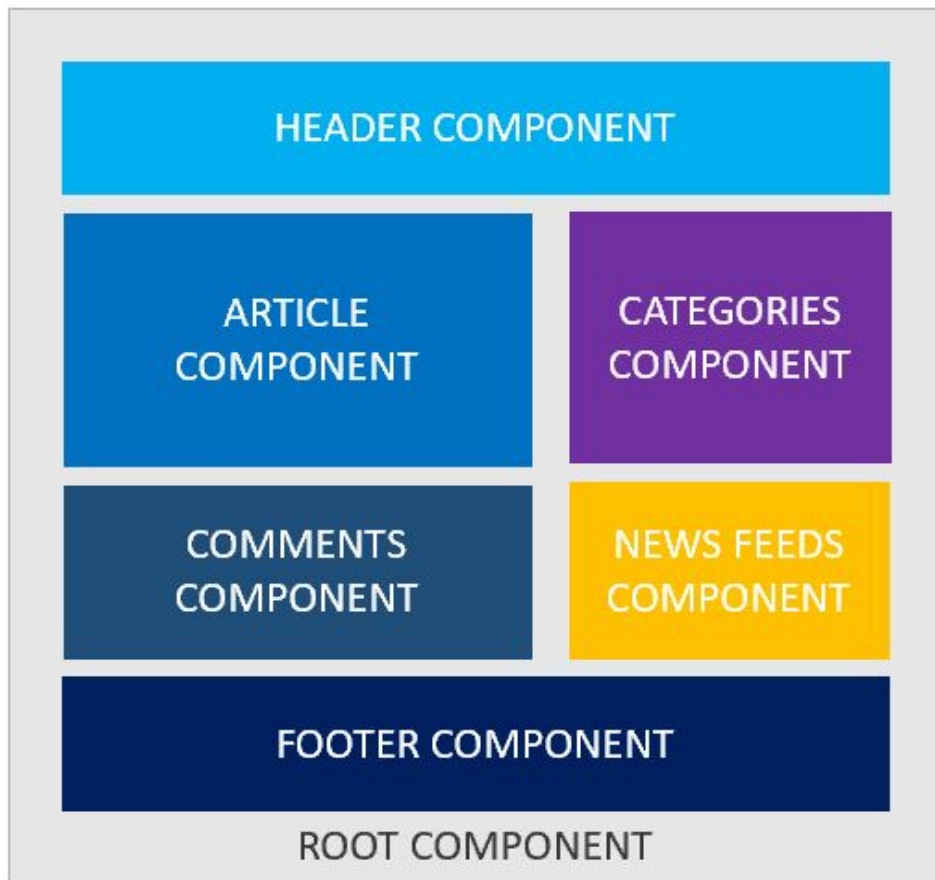 HEADER COMPONENT
ARTICLE
COMPONENT
CATEGORIES
COMPONENT
COMMENTS
COMPONENT
NEWS FEEDS
COMPONENT
FOOTER COMPONENT
ROOT COMPONENT